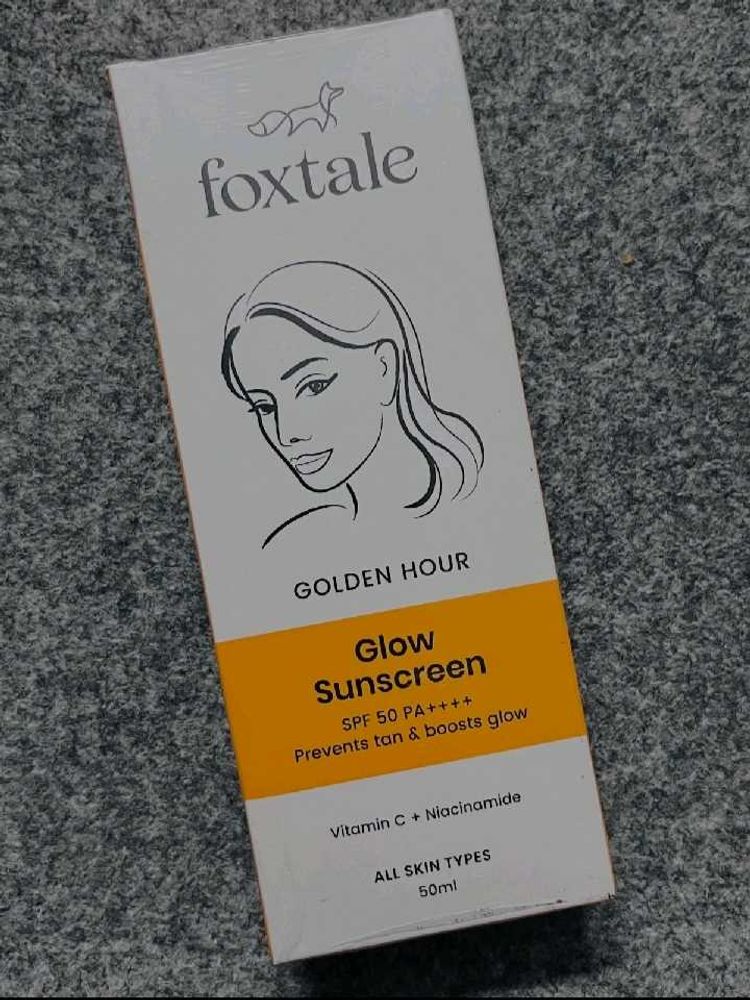 foxtale
GOLDEN HOUR
Glow
Sunscreen
SPF 50 PA++++
Prevents tan & boosts glow
Vitamin C + Niacinamide
ALL SKIN TYPES
50ml